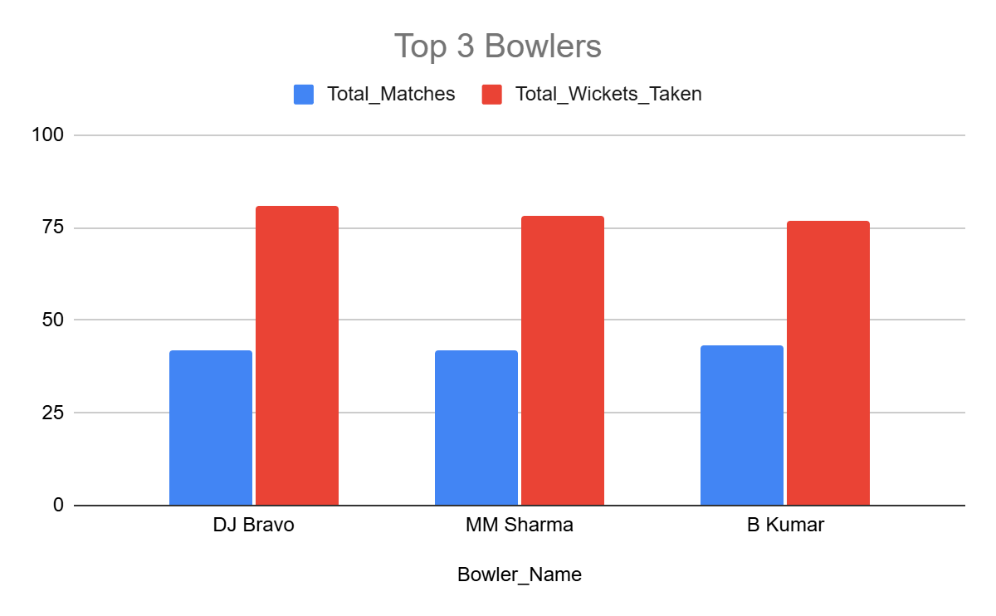 Top 3 Bowlers
Total_Matches Total_Wickets_Taken
100
75
50
25
0
DJ Bravo MM Sharma B Kumar
Bowler_Name